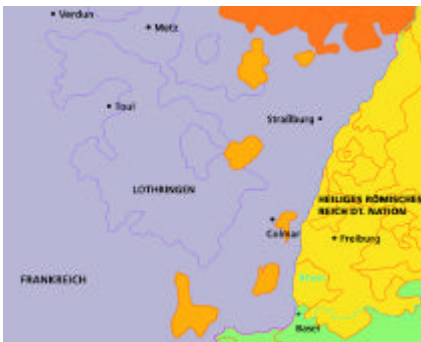 Verdun
Metz
Toul
Straßburg
LOTHRINGEN
HEILIGES RÖMISCHES
REICH DT. NATION
Colmar
Freiburg
FRANKREICH
Rhein
Basel